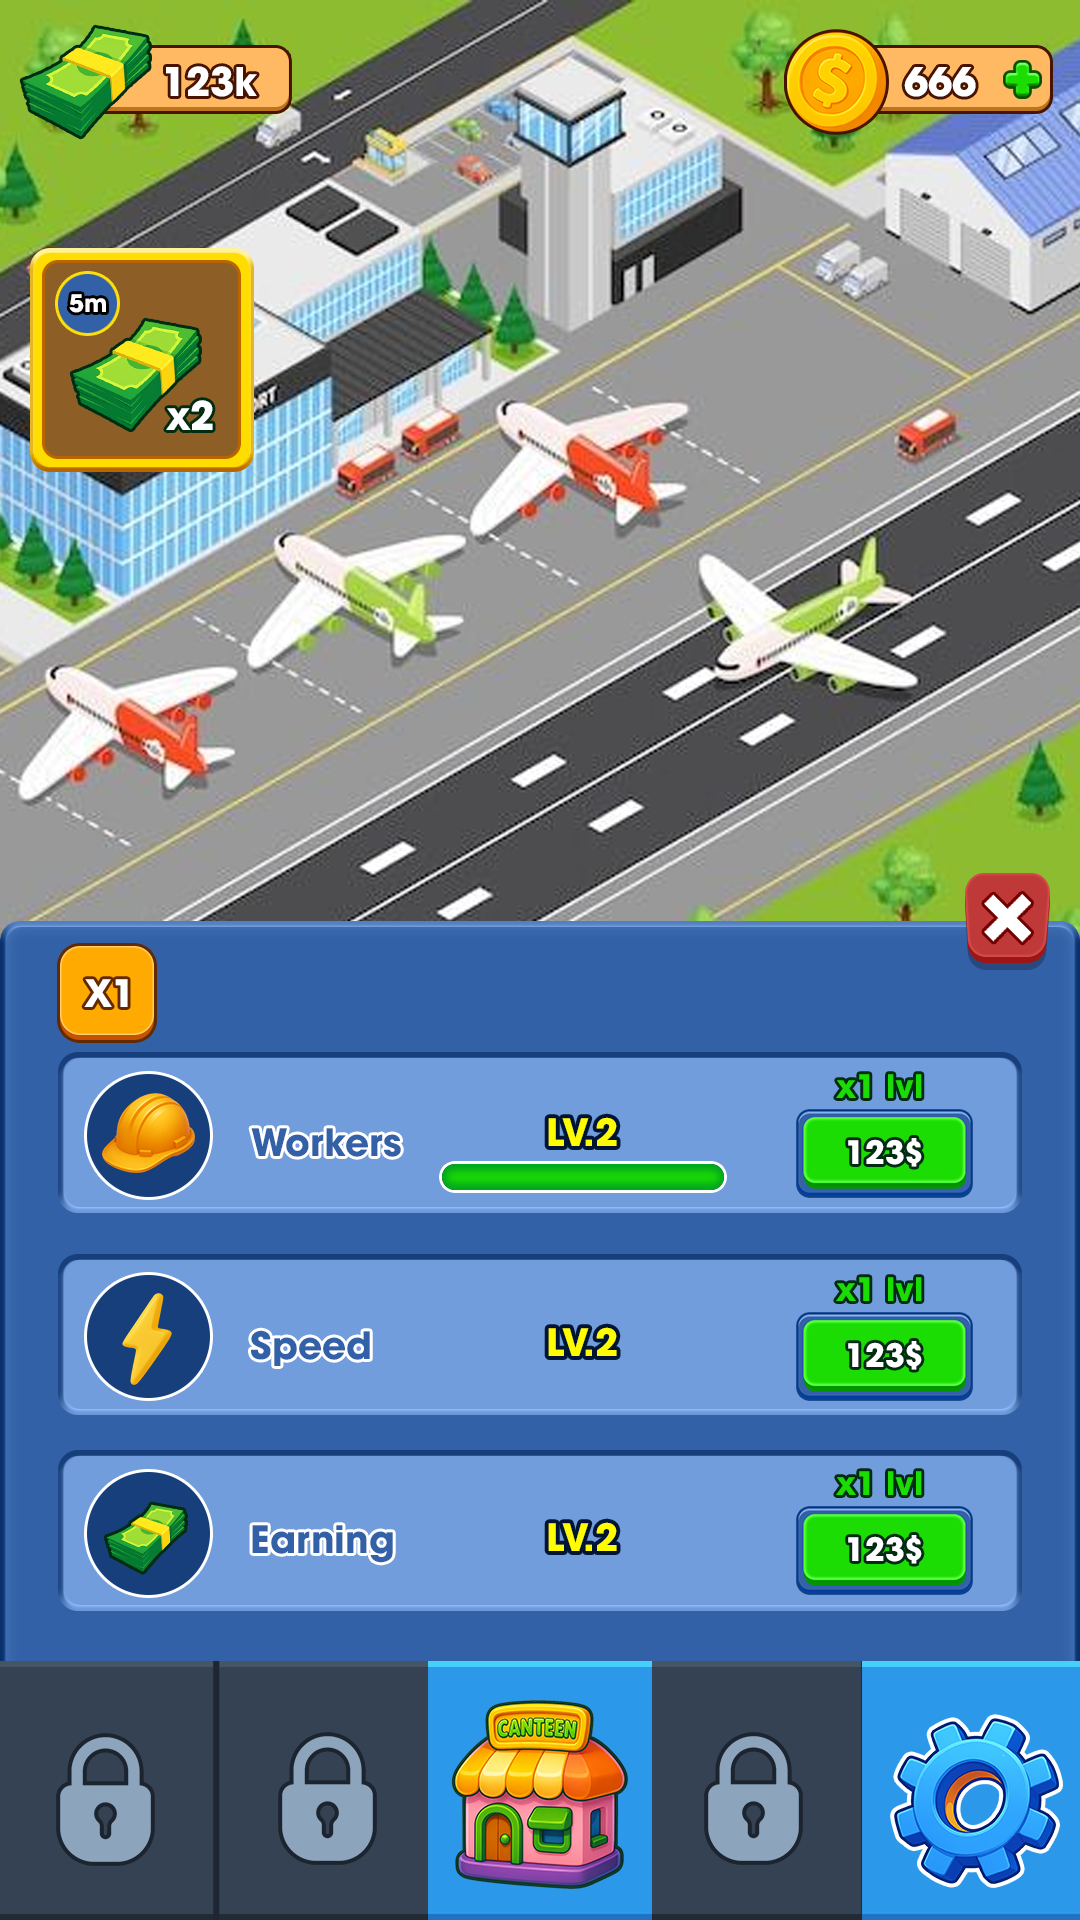 123k
666
5m
x2
X1
x1 lvl
Workers
LV.2
123$
x1 lvl
Speed
LV.2
123$
x1 lvl
Earning
LV.2
123$
CANTEEN